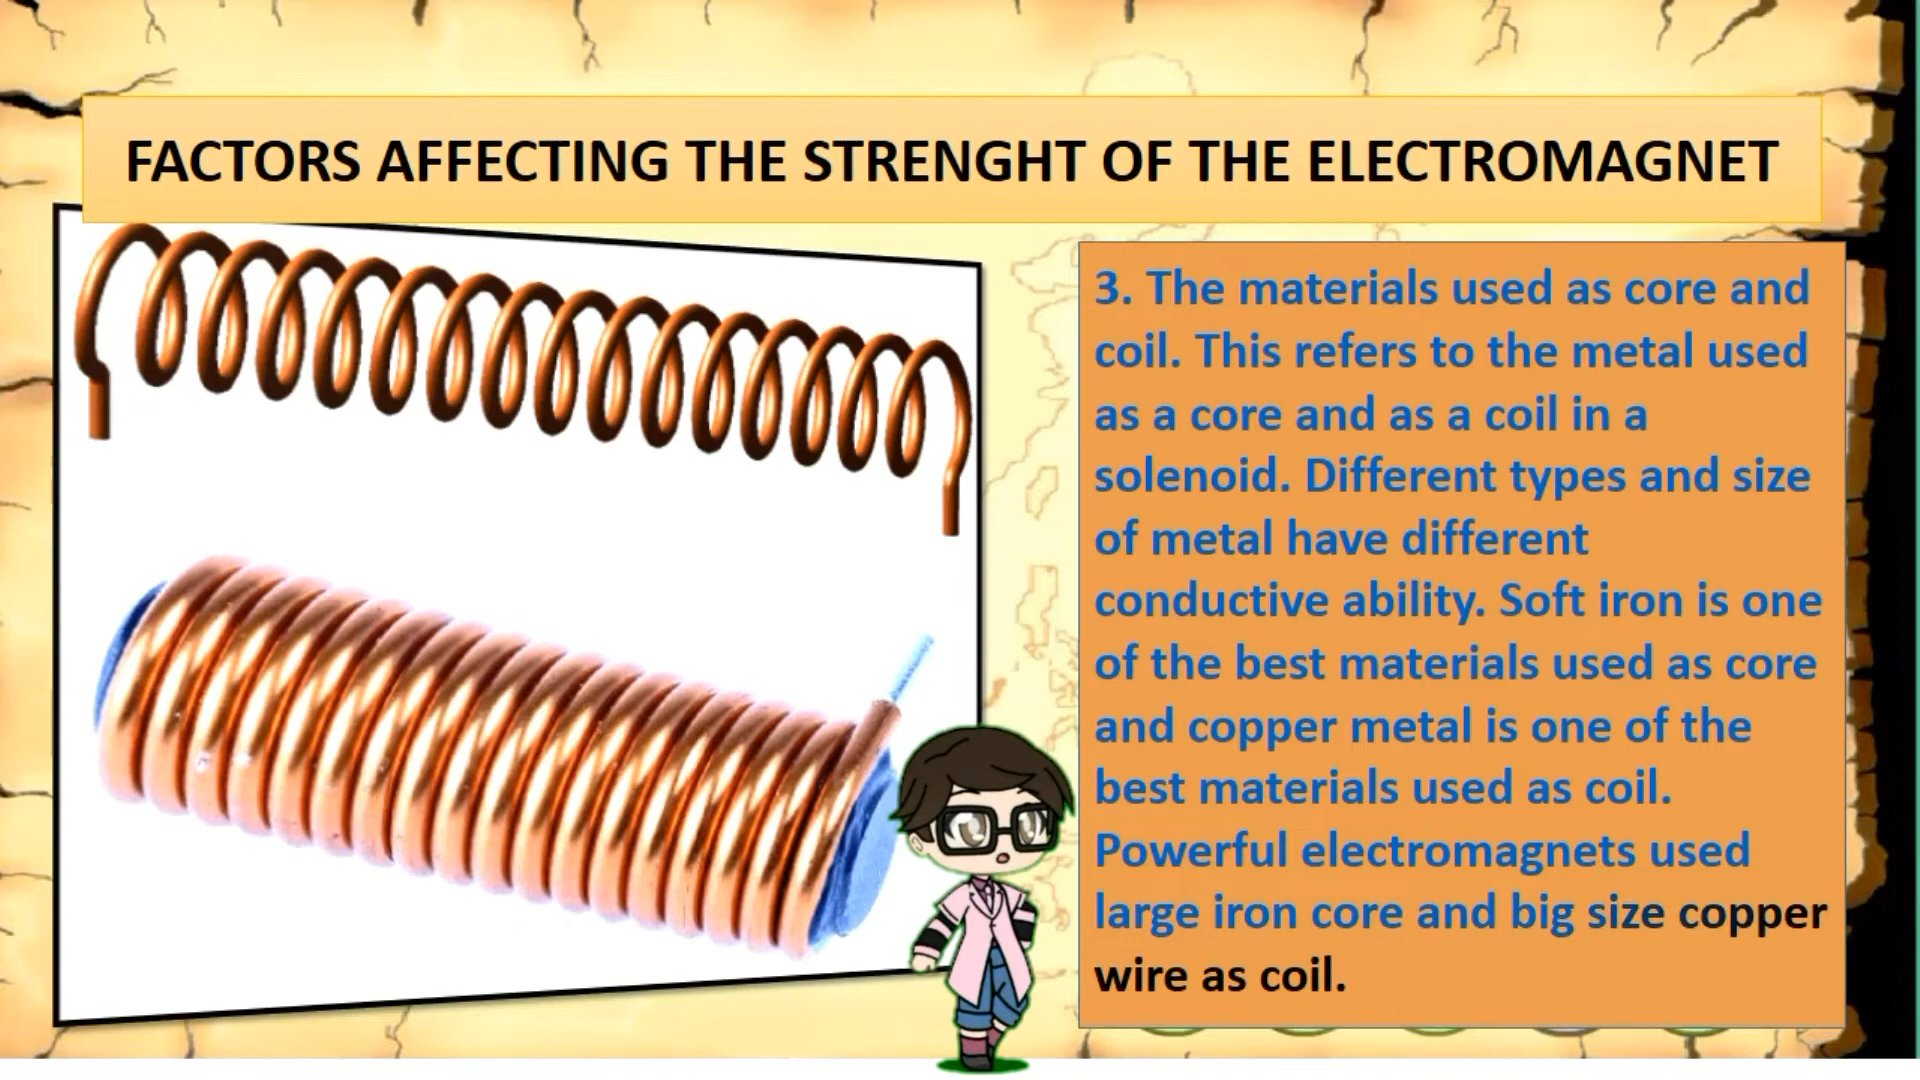 FACTORS AFFECTING THE STRENGHT OF THE ELECTROMAGNET
3. The materials used as core and
coil. This refers to the metal used
as a core and as a coil in a
solenoid. Different types and size
of metal have different
conductive ability. Soft iron is one
of the best materials used as core
and copper metal is one of the
best materials used as coil.
Powerful electromagnets used
large iron core and big size copper
wire as coil.